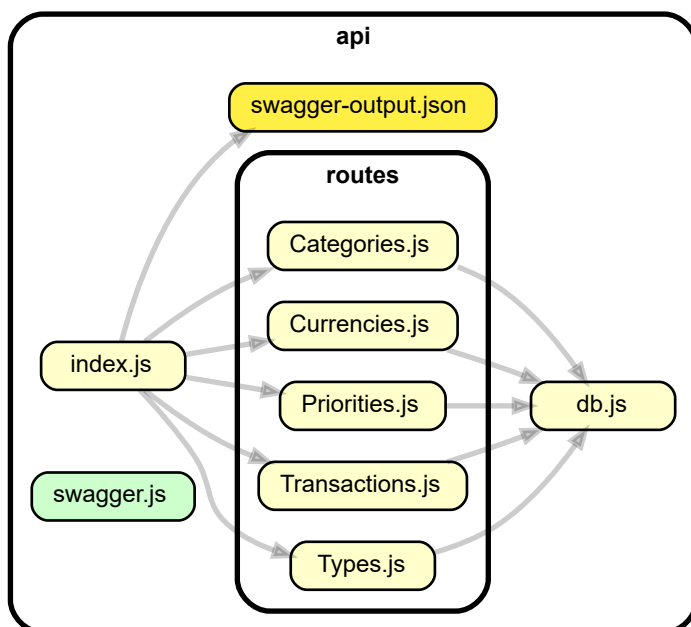 api
swagger-output.json
routes
Categories.js
Currencies.js
index.js
Priorities.js
db.js
swagger.js
Transactions.js
Types.js